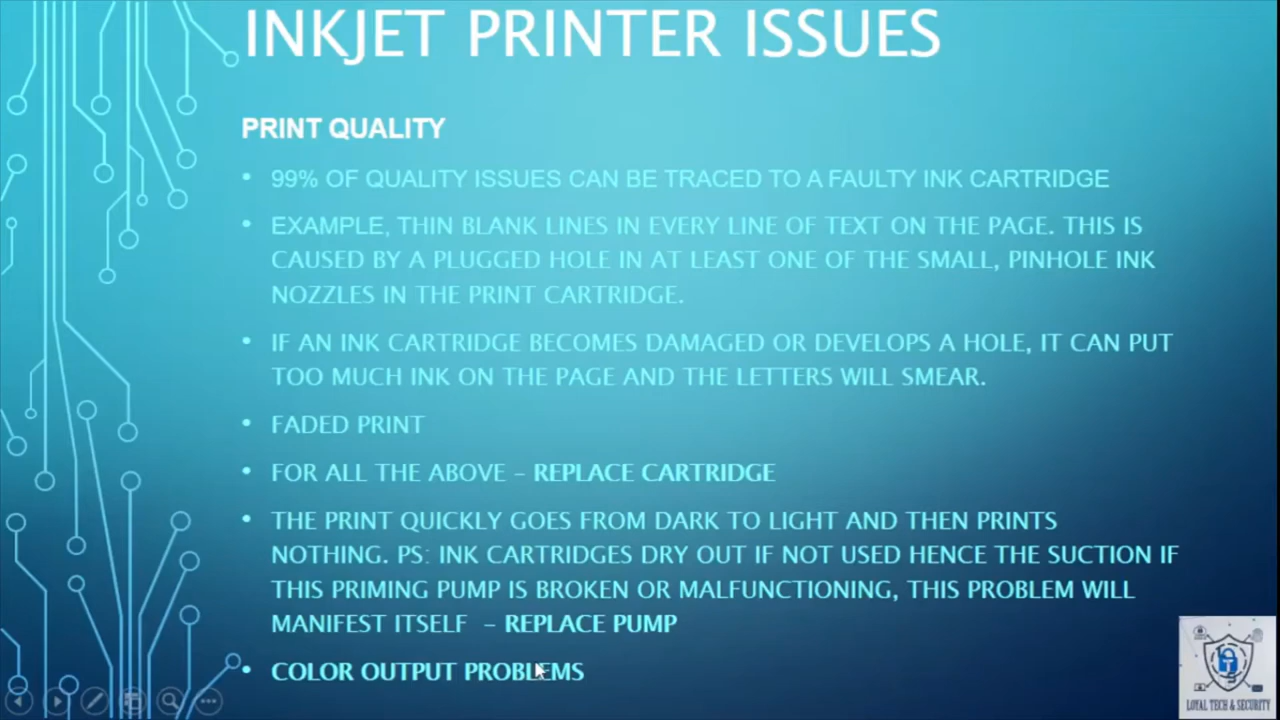 INKJET PRINTER ISSUES
PRINT QUALITY
• 99% OF QUALITY ISSUES CAN BE TRACED TO A FAULTY INK CARTRIDGE
• EXAMPLE, THIN BLANK LINES IN EVERY LINE OF TEXT ON THE PAGE. THIS IS
CAUSED BY A PLUGGED HOLE IN AT LEAST ONE OF THE SMALL, PINHOLE INK
NOZZLES IN THE PRINT CARTRIDGE.
• IF AN INK CARTRIDGE BECOMES DAMAGED OR DEVELOPS A HOLE, IT CAN PUT
TOO MUCH INK ON THE PAGE AND THE LETTERS WILL SMEAR.
• FADED PRINT
• FOR ALL THE ABOVE – REPLACE CARTRIDGE
• THE PRINT QUICKLY GOES FROM DARK TO LIGHT AND THEN PRINTS
NOTHING. PS: INK CARTRIDGES DRY OUT IF NOT USED HENCE THE SUCTION IF
THIS PRIMING PUMP IS BROKEN OR MALFUNCTIONING, THIS PROBLEM WILL
MANIFEST ITSELF – REPLACE PUMP
• COLOR OUTPUT PROBLEMS
LOYAL TECH & SECURITY